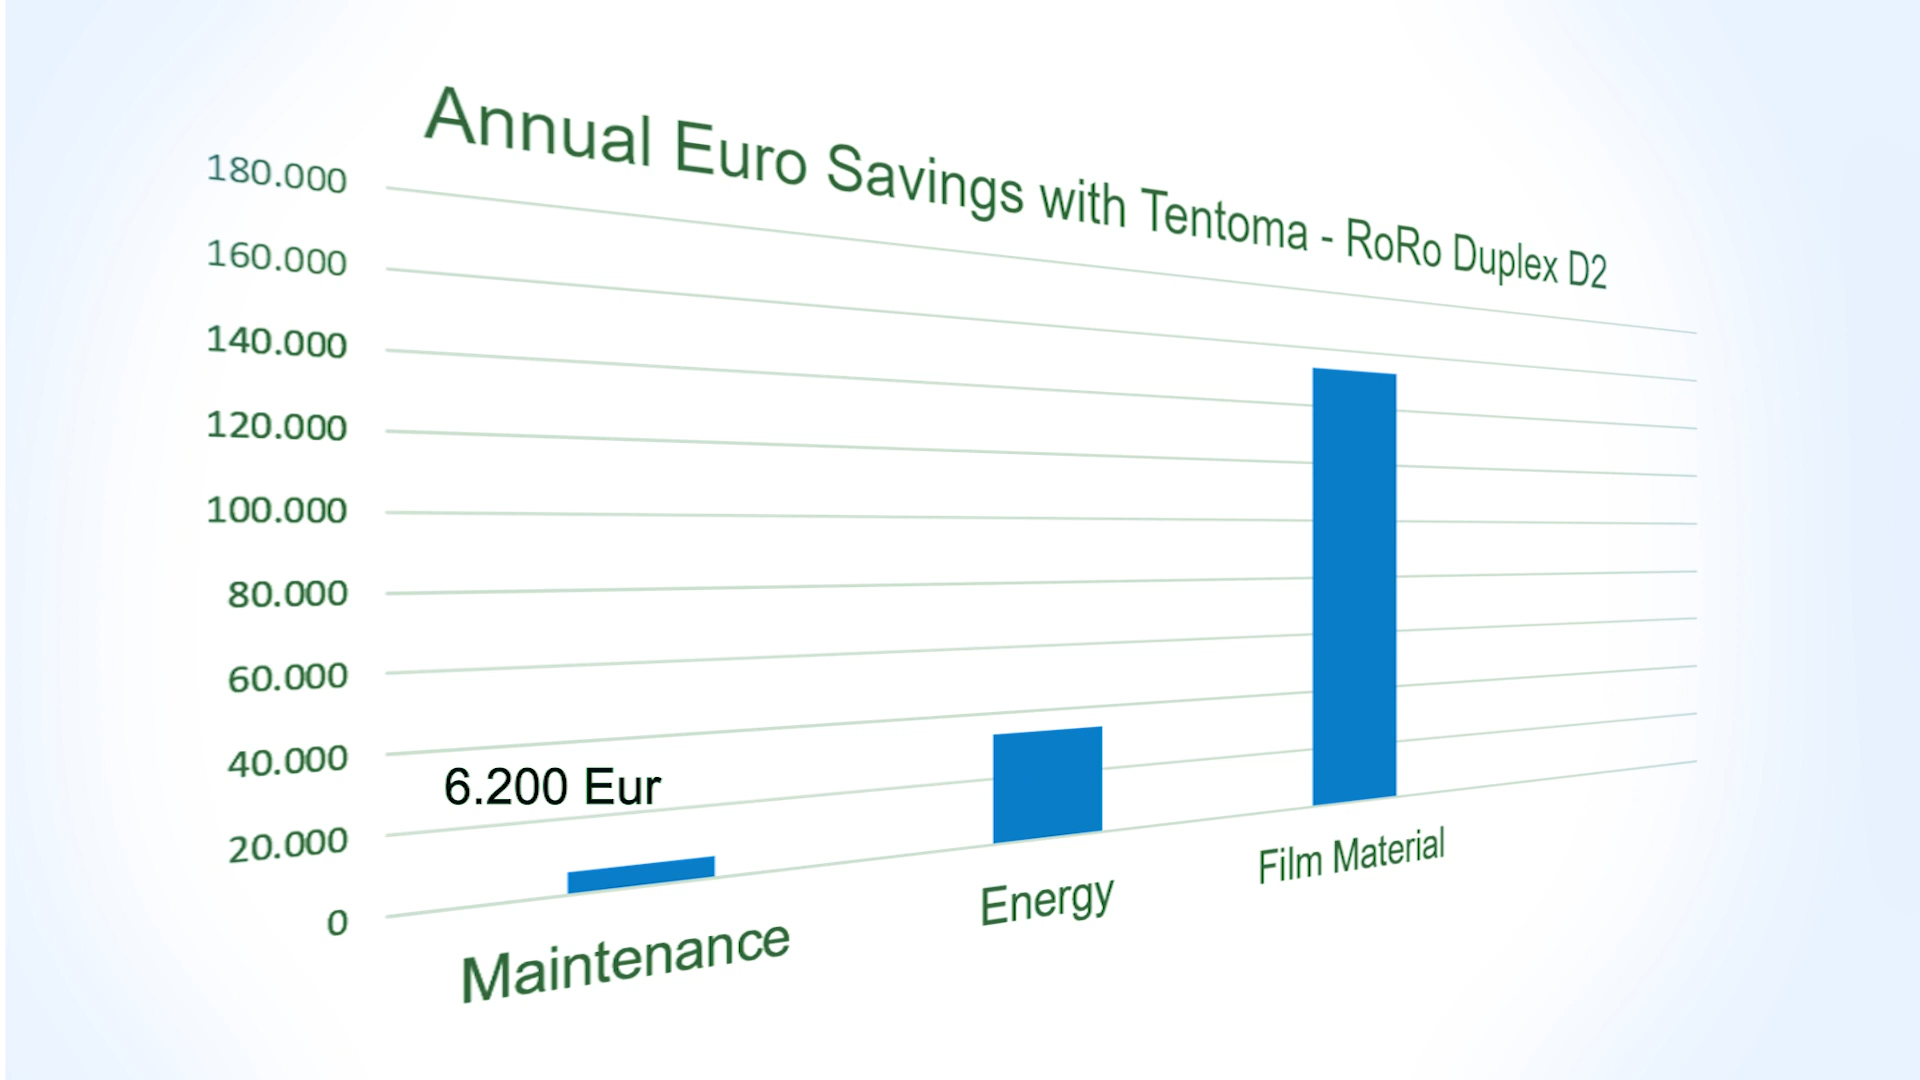 Annual Euro Savings with Tentoma - RoRo Duplex D2
180.000
160.000
140.000
120.000
100.000
80.000
60.000
40.000
20.000
0
6.200 Eur
Maintenance
Energy
Film Material